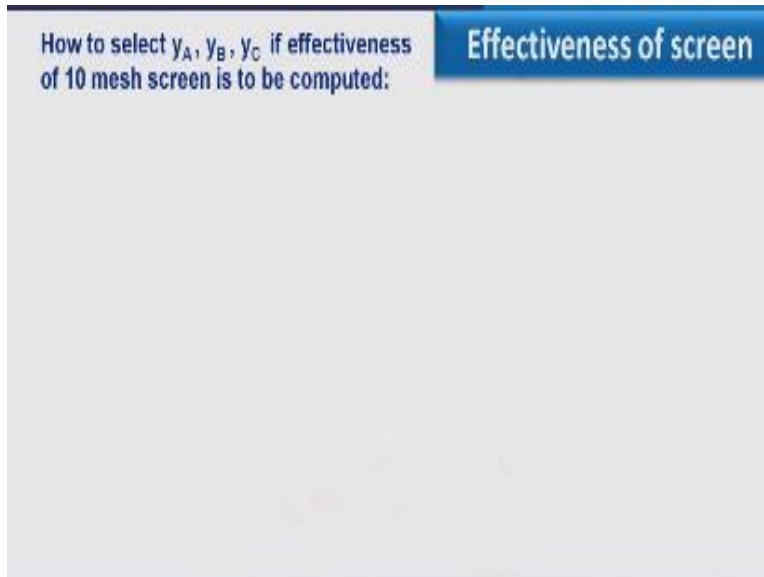 How to select yA, yB, yC if effectiveness
of 10 mesh screen is to be computed:
Effectiveness of screen